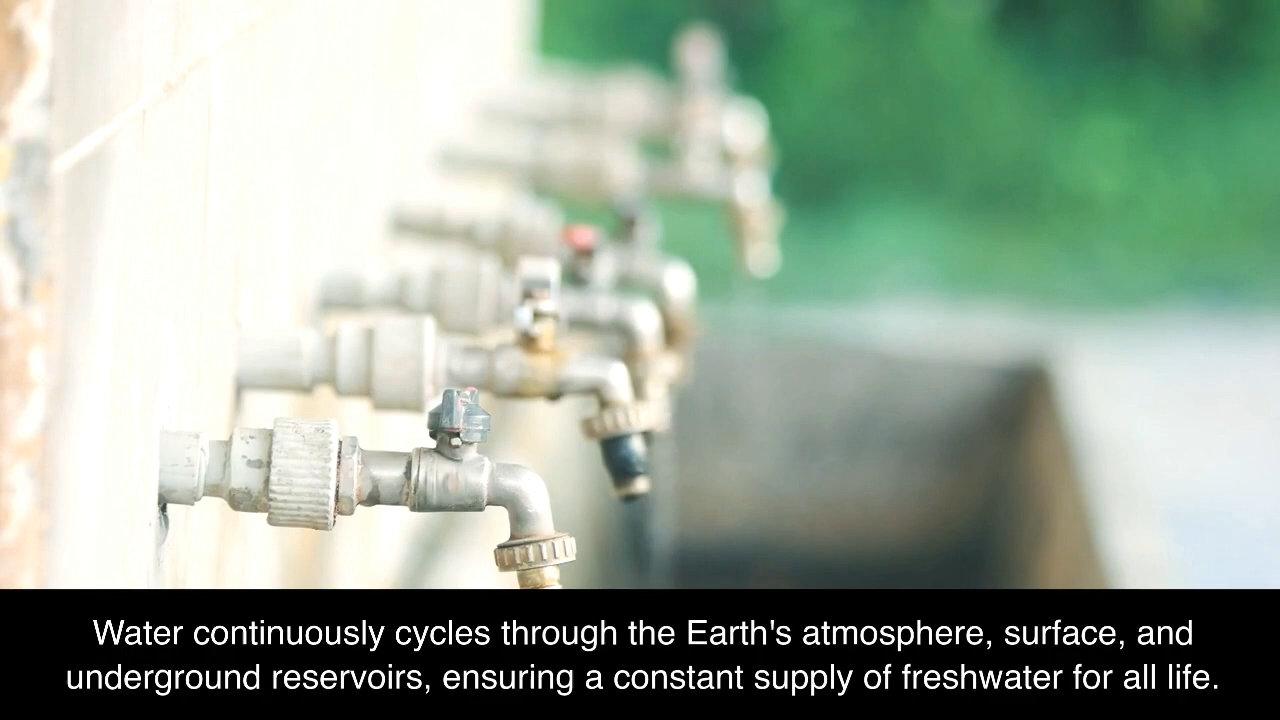 Water continuously cycles through the Earth's atmosphere, surface, and
underground reservoirs, ensuring a constant supply of freshwater for all life.